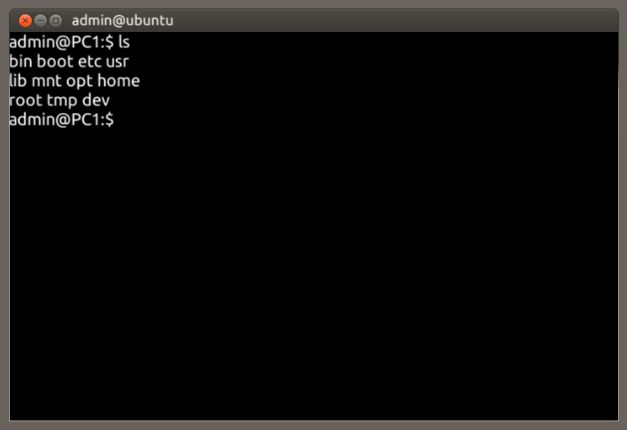 admin@ubuntu
admin@PC1:$ ls
bin boot etc usr
lib mnt opt home
root tmp dev
admin@PC1:$